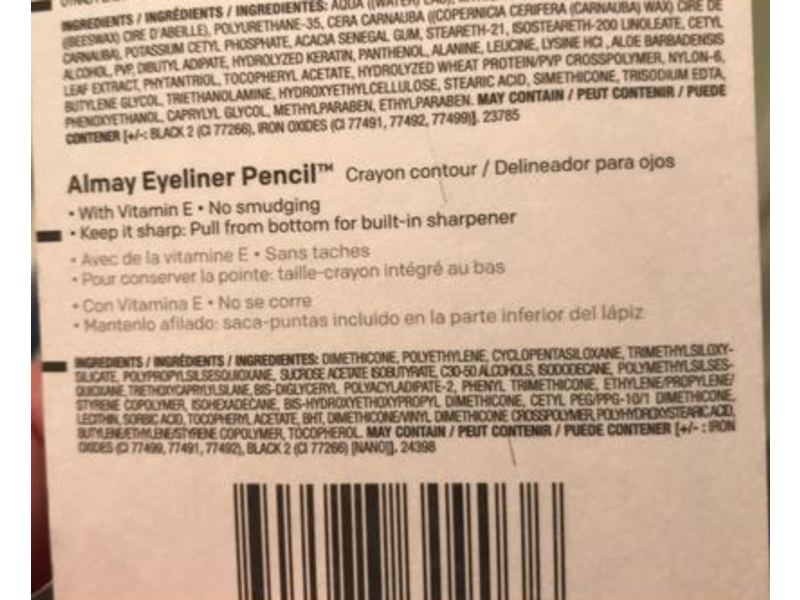 INGREDIENTS / INGRÉDIENTS / INGREDIENTES: AQUA ((WATER)
((BEESWAX) CIRE D'ABEILLE), POLYURETHANE-35, CERA CARNAUBA ((COPERNICIA CERIFERA (CARNAUBA) WAX) CIRE DE
CARNAUBA), POTASSIUM CETYL PHOSPHATE, ACACIA SENEGAL GUM, STEARETH-21, ISOSTEARETH-200 LINOLEATE, CETYL
ALCOHOL, PVP, DIBUTYL ADIPATE, HYDROLYZED KERATIN, PANTHENOL, ALANINE, LEUCINE, LYSINE HCI, ALOE BARBADENSIS
LEAF EXTRACT, PHYTANTRIOL, TOCOPHERYL ACETATE, HYDROLYZED WHEAT PROTEIN/PVP CROSSPOLYMER, NYLON-6,
BUTYLENE GLYCOL, TRIETHANOLAMINE, HYDROXYETHYLCELLULOSE, STEARIC ACID, SIMETHICONE, TRISODIUM EDTA,
PHENOXYETHANOL, CAPRYLYL GLYCOL, METHYLPARABEN, ETHYLPARABEN. MAY CONTAIN / PEUT CONTENIR / PUEDE
CONTENER [+/-: BLACK 2 (CI 77266), IRON OXIDES (CI 77491, 77492, 77499)]. 23785
Almay Eyeliner Pencil™ Crayon contour / Delineador para ojos
• With Vitamin E • No smudging
• Keep it sharp: Pull from bottom for built-in sharpener
• Avec de la vitamine E • Sans taches
• Pour conserver la pointe: taille-crayon intégré au bas
• Con Vitamina E • No se corre
• Mantenlo afilado: saca-puntas incluido en la parte inferior del lápiz
INGREDIENTS / INGRÉDIENTS / INGREDIENTES: DIMETHICONE, POLYETHYLENE, CYCLOPENTASILOXANE, TRIMETHYLSILOXY-
SILICATE, POLYPROPYLSILSESQUIOXANE, SUCROSE ACETATE ISOBUTYRATE, C30-50 ALCOHOLS, ISODODECANE, POLYMETHYLSILSES-
QUIOXANE, TRIETHOXYCAPRYLYLSILANE, BIS-DIGLYCERYL POLYACYLADIPATE-2, PHENYL TRIMETHICONE, ETHYLENE/PROPYLENE/
STYRENE COPOLYMER, ISOHEXADECANE, BIS-HYDROXYETHOXYPROPYL DIMETHICONE, CETYL PEG/PPG-10/1 DIMETHICONE,
LECITHIN, SORBIC ACID, TOCOPHERYL ACETATE, BHT, DIMETHICONE/VINYL DIMETHICONE CROSSPOLYMER, POLYHYDROXYSTEARIC ACID,
BUTYLENE/ETHYLENE/STYRENE COPOLYMER, TOCOPHEROL. MAY CONTAIN / PEUT CONTENIR / PUEDE CONTENER [+/- : IRON
OXIDES (CI 77499, 77491, 77492), BLACK 2 (CI 77266) [NANO]]. 24398